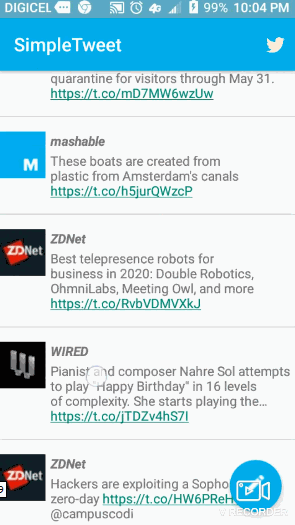 DIGICEL 4G 99% 10:04 PM
SimpleTweet
quarantine for visitors through May 31.
https://t.co/mD7MW6wzUw
mashable
These boats are created from
plastic from Amsterdam's canals
https://t.co/h5jurQWzcP
M
ZDNet
Best telepresence robots for
business in 2020: Double Robotics,
OhmniLabs, Meeting Owl, and more
https://t.co/RvbVDMVXkJ
ZDNet
WIRED
Pianist and composer Nahre Sol attempts
to play "Happy Birthday" in 16 levels
of complexity. She starts playing the...
https://t.co/jTDZv4hS7I
ZDNet
Hackers are exploiting a Sopho
zero-day https://t.co/HW6PReH
@campuscodi
ZDNet
RECORDER